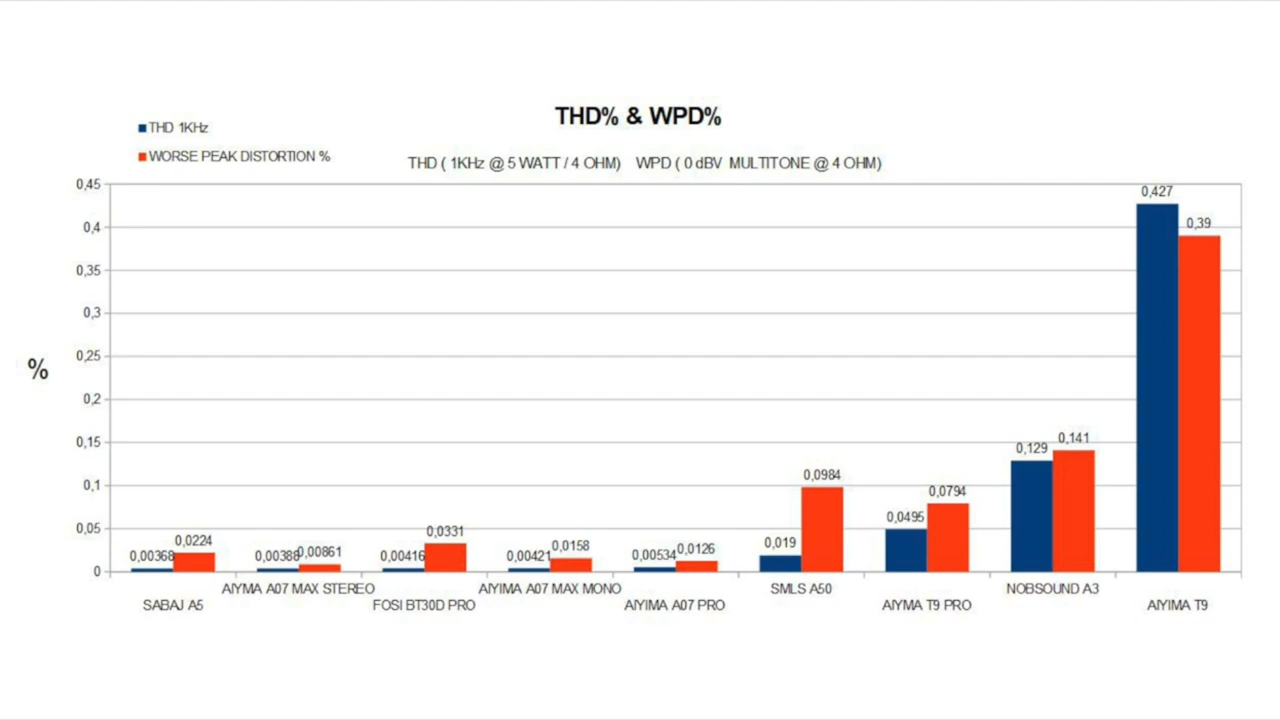 THD% & WPD%
THD 1KHz
WORSE PEAK DISTORTION %
THD ( 1KHz @ 5 WATT / 4 OHM) WPD ( 0 dBV MULTITONE @ 4 OHM)
%
0,45
0,4
0,35
0,3
0,25
0,2
0,15
0,1
0,05
0
0,00368
0,0224
0,00388
0,00861
0,00416
0,0331
0,00421
0,0158
0,00534
0,0126
0,019
0,0984
0,0495
0,0794
0,129
0,141
0,427
0,39
SABAJ A5
AIYMA A07 MAX STEREO
FOSI BT30D PRO
AIYIMA A07 MAX MONO
AIYIMA A07 PRO
SMLS A50
AIYMA T9 PRO
NOBSOUND A3
AIYIMA T9